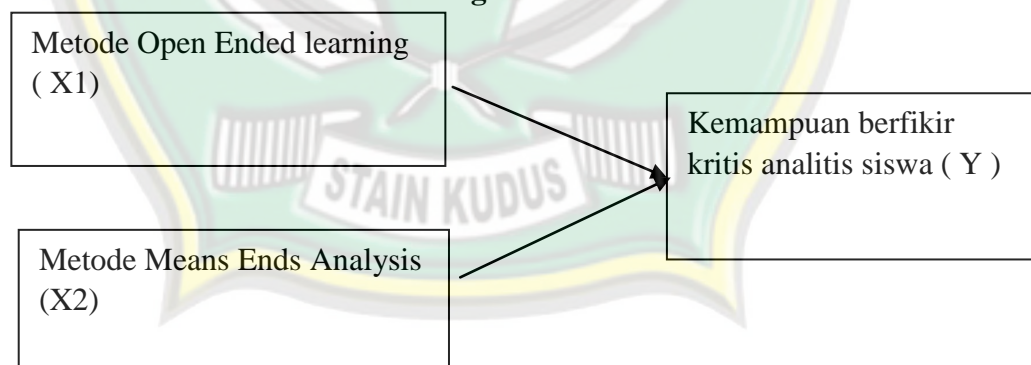 Metode Open Ended learning
( X1)
Kemampuan berfikir
kritis analitis siswa ( Y )
STAIN KUDUS
Metode Means Ends Analysis
(X2)